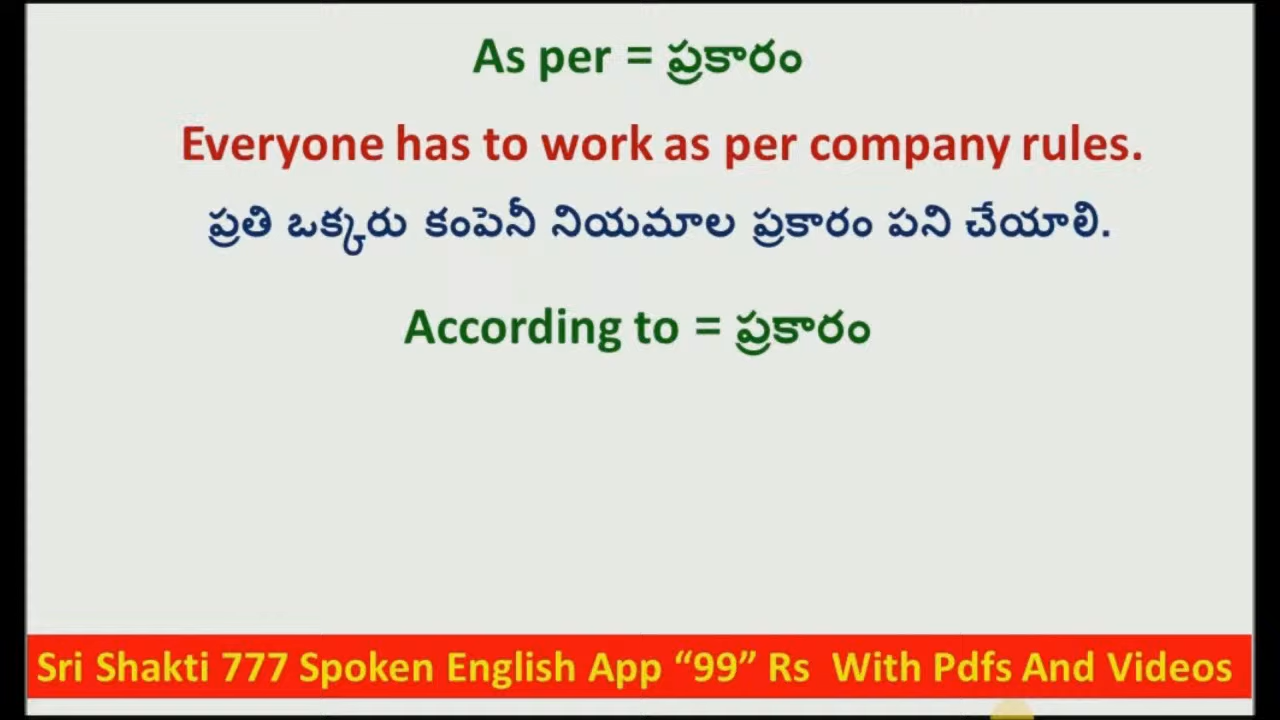 As per = ప్రకారం
Everyone has to work as per company rules.
ప్రతి ఒక్కరు కంపెనీ నియమాల ప్రకారం పని చేయాలి.
According to = ప్రకారం
Sri Shakti 777 Spoken English App “99” Rs With Pdfs And Videos